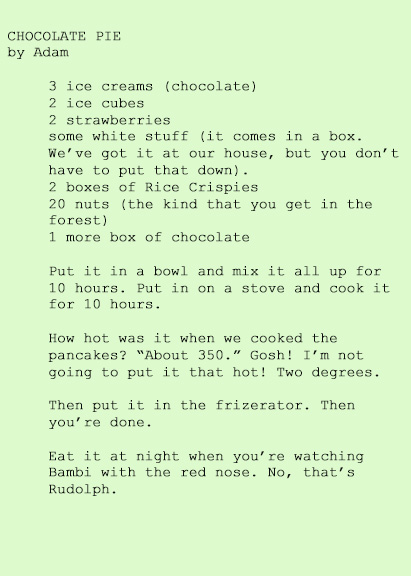 CHOCOLATE PIE
by Adam
3 ice creams (chocolate)
2 ice cubes
2 strawberries
some white stuff (it comes in a box.
We’ve got it at our house, but you don’t
have to put that down).
2 boxes of Rice Crispies
20 nuts (the kind that you get in the
forest)
1 more box of chocolate
Put it in a bowl and mix it all up for
10 hours. Put in on a stove and cook it
for 10 hours.
How hot was it when we cooked the
pancakes? “About 350.” Gosh! I’m not
going to put it that hot! Two degrees.
Then put it in the frizerator. Then
you’re done.
Eat it at night when you’re watching
Bambi with the red nose. No, that’s
Rudolph.